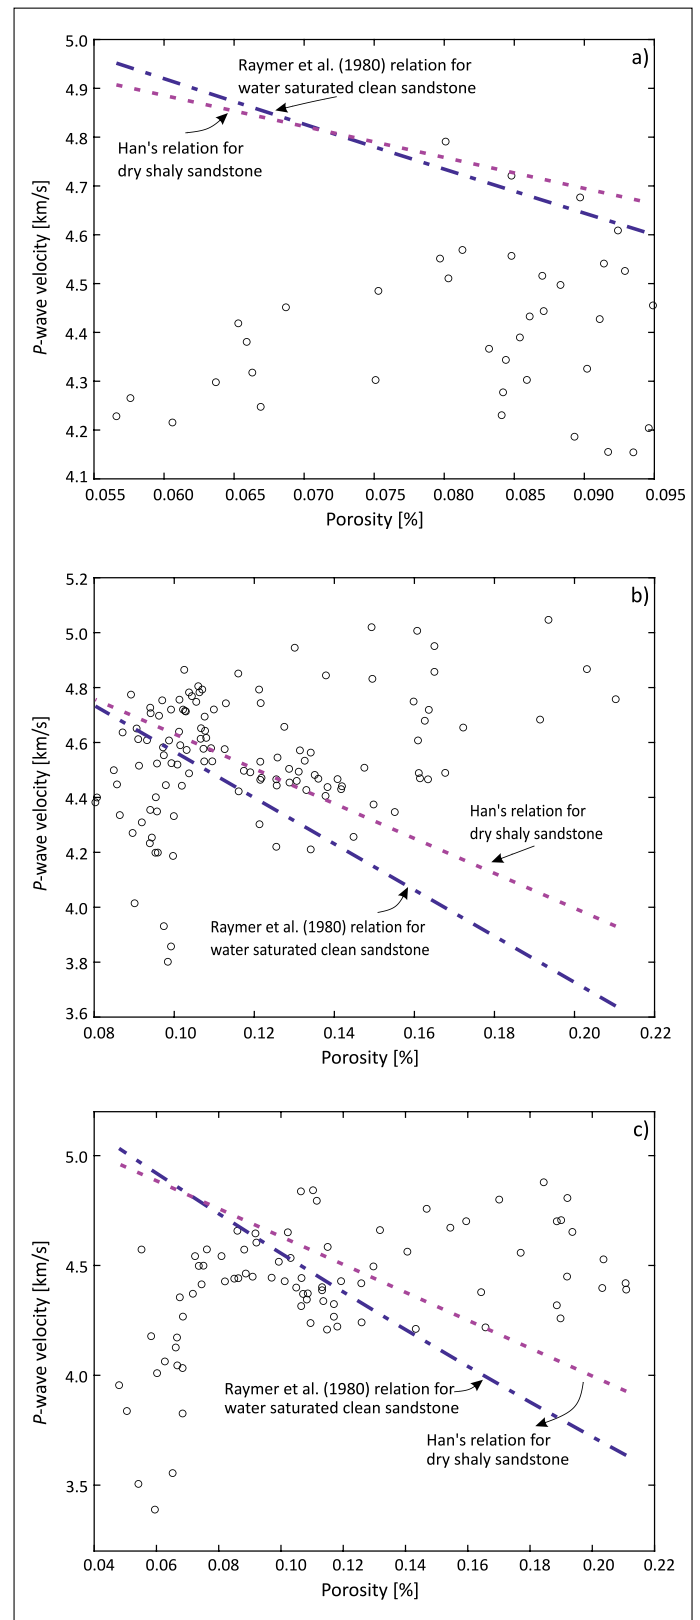 a)
5.0
Raymer et al. (1980) relation for
water saturated clean sandstone
4.9
Han's relation for
dry shaly sandstone
4.8
4.7
4.6
4.5
4.4
4.3
4.2
4.1
P-wave velocity [km/s]
0.055 0.060 0.065 0.070 0.075 0.080 0.085 0.090 0.095
Porosity [%]
b)
5.2
5.0
4.8
4.6
4.4
4.2
4.0
3.8
3.6
P-wave velocity [km/s]
Han's relation for
dry shaly sandstone
Raymer et al. (1980) relation for
water saturated clean sandstone
0.08 0.10 0.12 0.14 0.16 0.18 0.20 0.22
Porosity [%]
c)
5.0
4.5
4.0
3.5
P-wave velocity [km/s]
Raymer et al. (1980) relation for
water saturated clean sandstone
Han's relation for
dry shaly sandstone
0.04 0.06 0.08 0.10 0.12 0.14 0.16 0.18 0.20 0.22
Porosity [%]